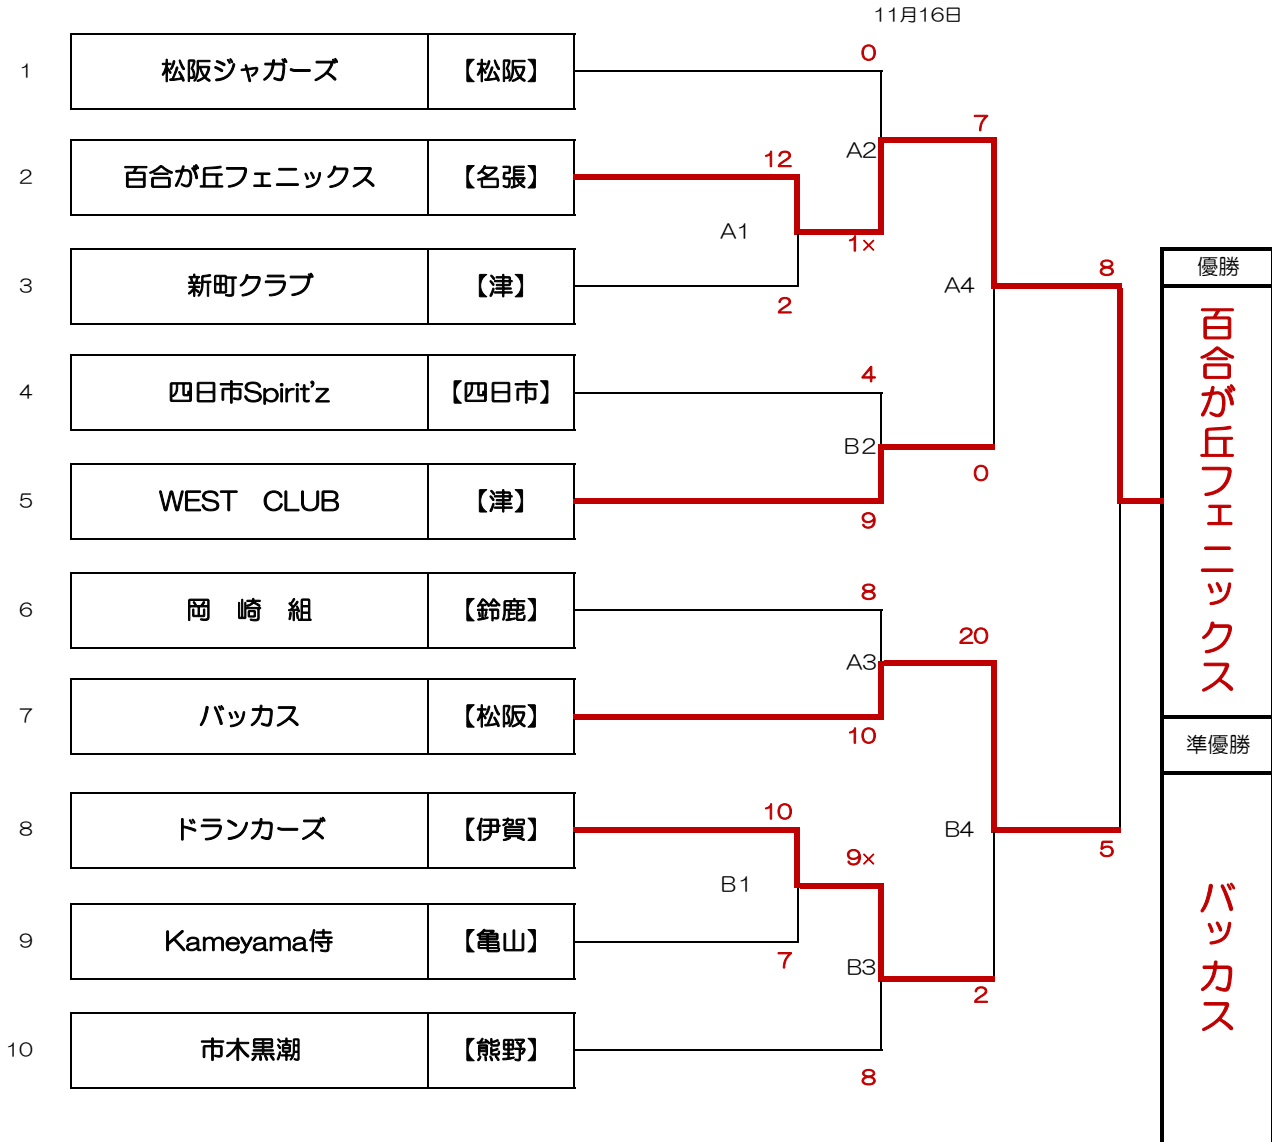 11月16日
0
1 松阪ジャガーズ 【松阪】
7
A2
12
2 百合が丘フェニックス 【名張】
A1
1×
8
優勝
3 新町クラブ 【津】
A4
2
百合が丘フェニックス
4
4 四日市Spirit'z 【四日市】
B2
0
5 WEST CLUB 【津】
9
8
6 岡 崎 組 【鈴鹿】
20
A3
7 バッカス 【松阪】
10
準優勝
10
8 ドランカーズ 【伊賀】
B4
5
9×
B1
バッカス
9 Kameyama侍 【亀山】
7
B3
2
10 市木黒潮 【熊野】
8